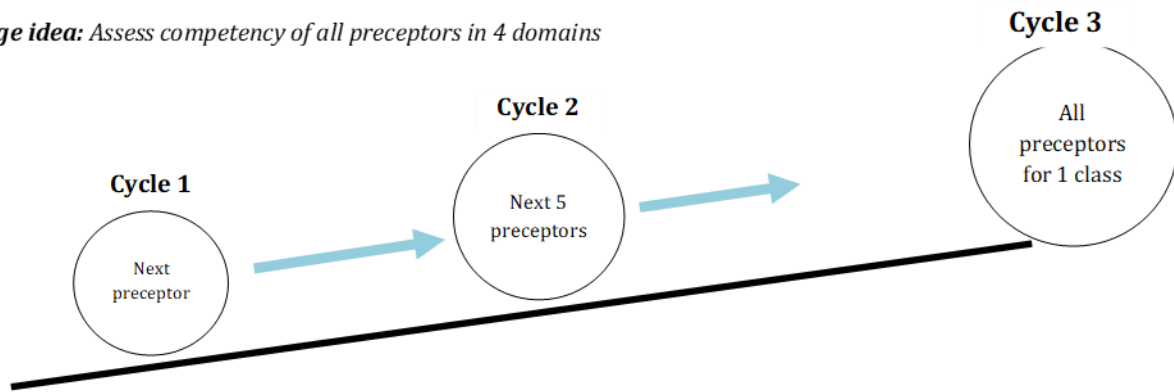 ge idea: Assess competency of all preceptors in 4 domains
Cycle 3
Cycle 2
Cycle 1
All
preceptors
for 1 class
Next 5
preceptors
Next
preceptor